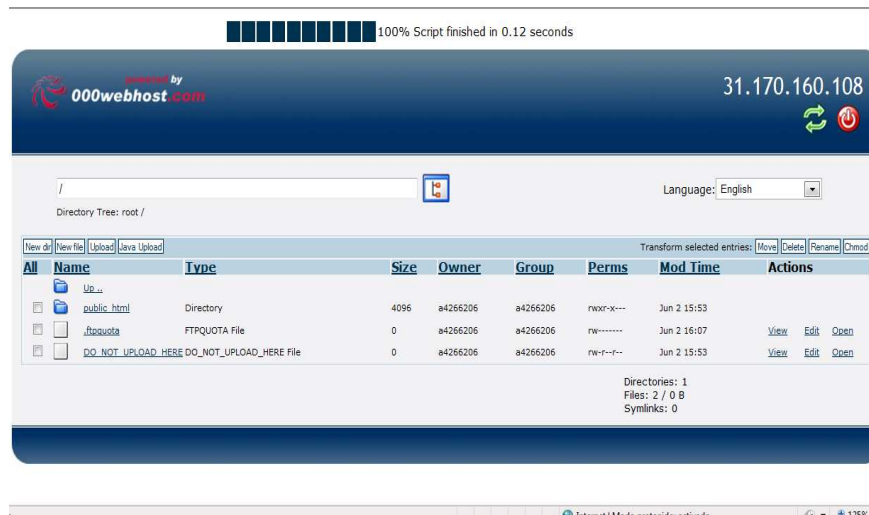 100% Script finished in 0.12 seconds
powered by
000webhost.com
31.170.160.108
/
Language: English
Directory Tree: root /
New dir New file Upload Java Upload
Transform selected entries: Move Delete Rename Chmod
All Name Type Size Owner Group Perms Mod Time Actions
Up ..
public_html Directory 4096 a4266206 a4266206 rwxr-x--- Jun 2 15:53
.ftpquota FTPQUOTA File 0 a4266206 a4266206 rw------- Jun 2 16:07 View Edit Open
DO_NOT_UPLOAD_HERE DO_NOT_UPLOAD_HERE File 0 a4266206 a4266206 rw-r--r-- Jun 2 15:53 View Edit Open
Directories: 1
Files: 2 / 0 B
Symlinks: 0
125%